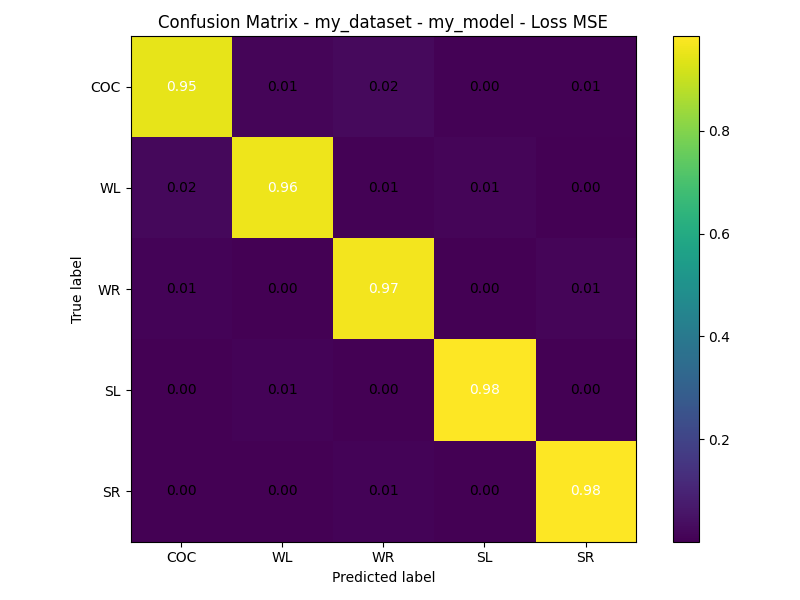 Confusion Matrix - my_dataset - my_model - Loss MSE
COC 0.95 0.01 0.02 0.00 0.01
WL 0.02 0.96 0.01 0.01 0.00
WR 0.01 0.00 0.97 0.00 0.01
SL 0.00 0.01 0.00 0.98 0.00
SR 0.00 0.00 0.01 0.00 0.98
COC WL WR SL SR
Predicted label
True label
0.8
0.6
0.4
0.2